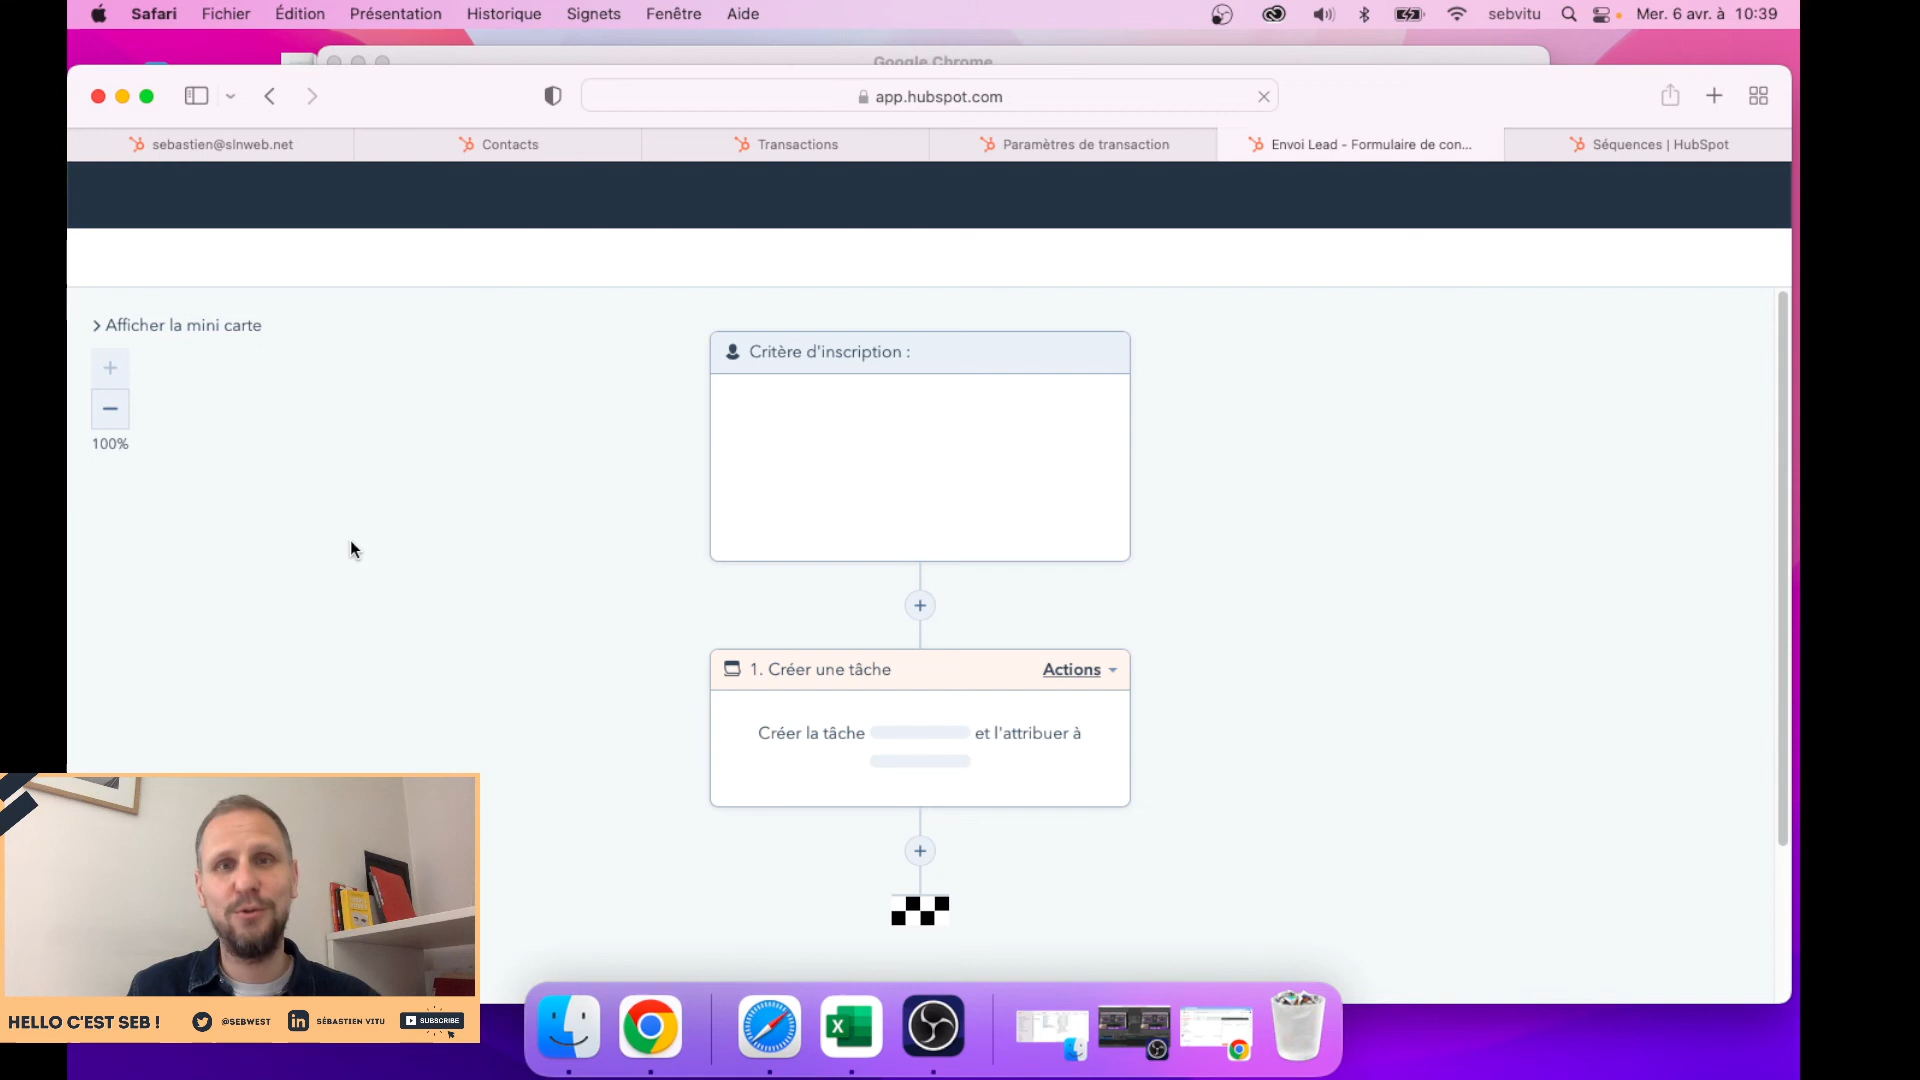 Safari Fichier Édition Présentation Historique Signets Fenêtre Aide sebvitu Mer. 6 avr. à 10:39
Google Chrome
app.hubspot.com
sebastien@slnweb.net Contacts Transactions Paramètres de transaction Envoi Lead - Formulaire de con... Séquences | HubSpot
Afficher la mini carte
100%
Critère d'inscription :
1. Créer une tâche Actions
Créer la tâche et l'attribuer à
HELLO C'EST SEB ! @SEBWEST SÉBASTIEN VITU SUBSCRIBE